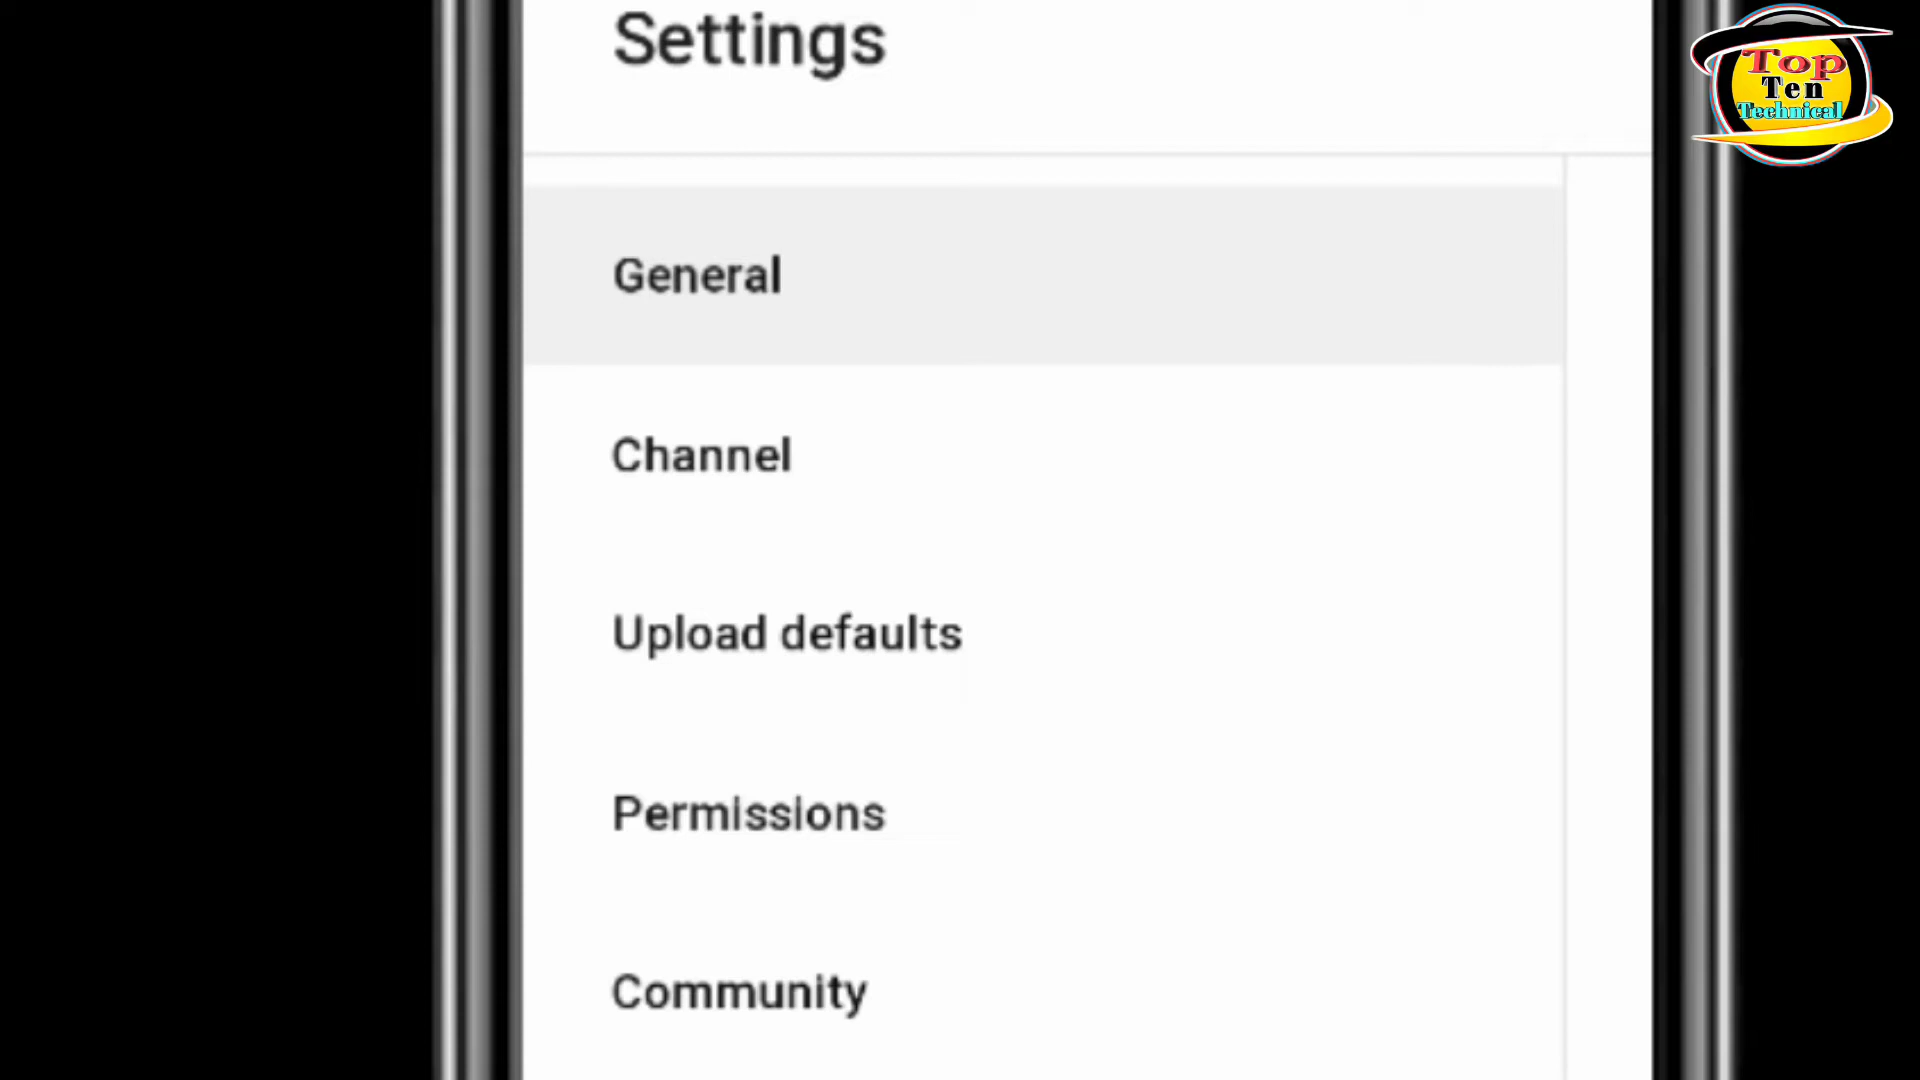 Settings
Top
Ten
Technical
General
Channel
Upload defaults
Permissions
Community